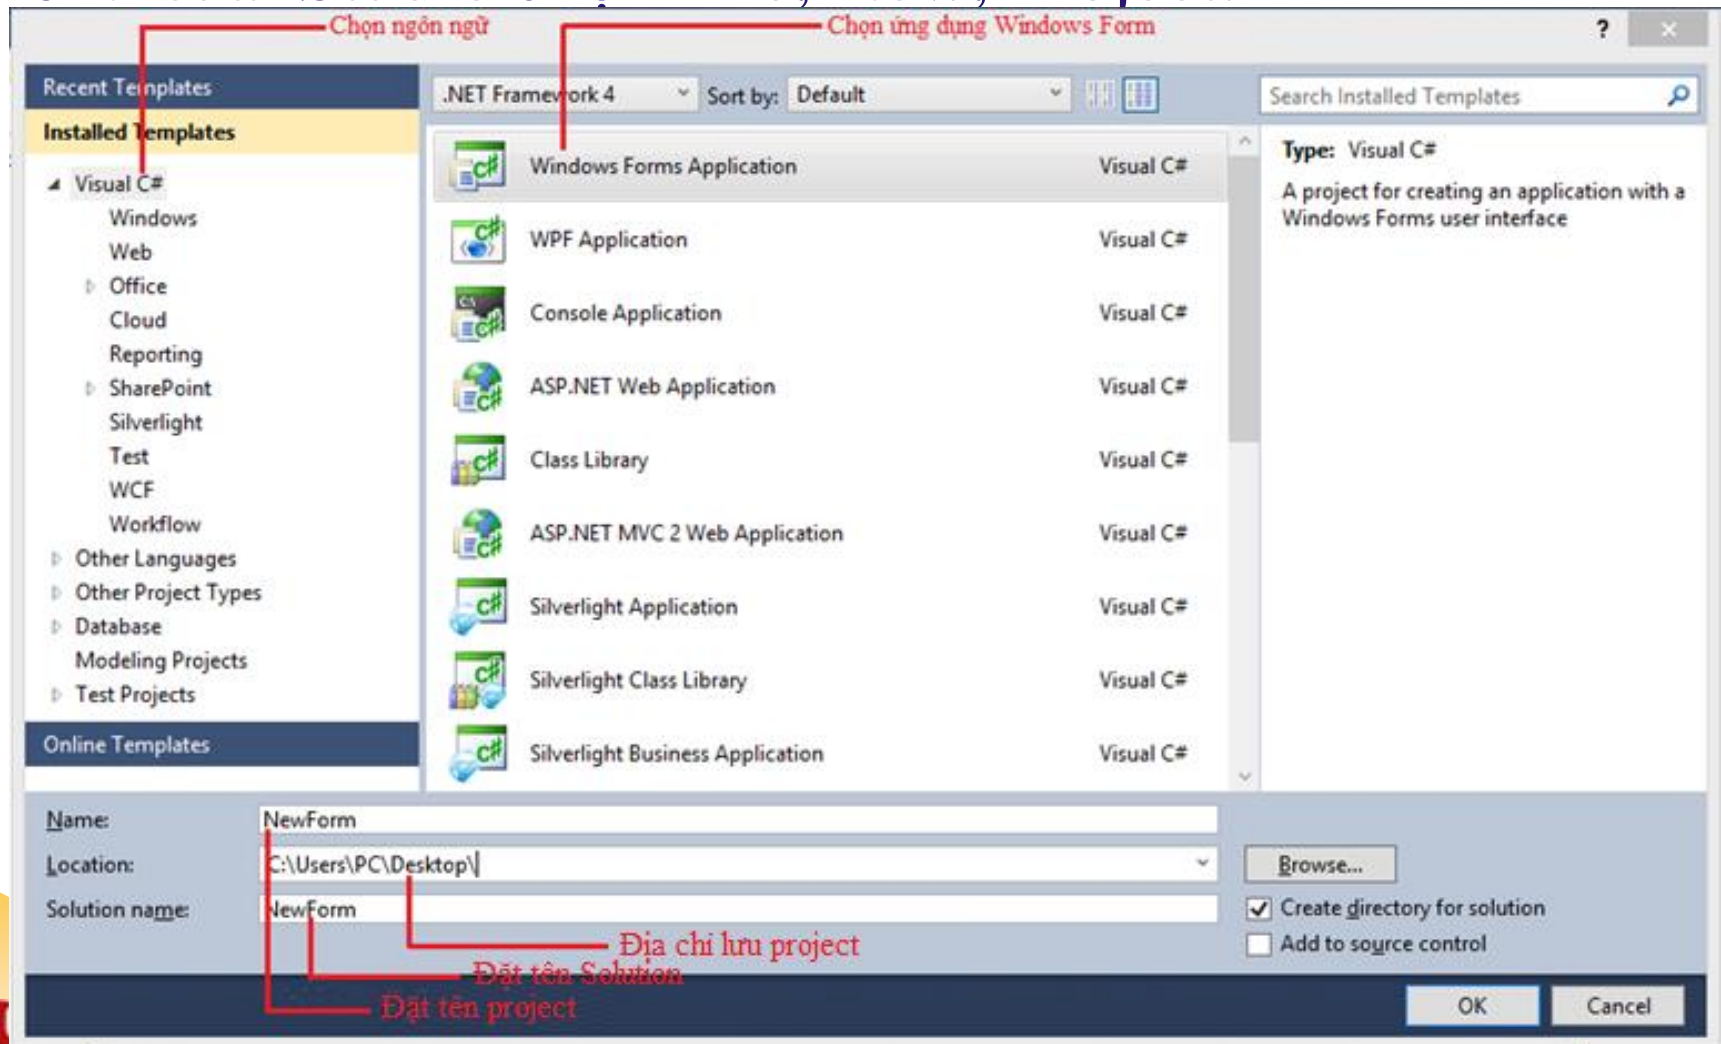 Chọn ngôn ngữ
Chọn ứng dụng Windows Form
?
Recent Templates
Installed Templates
Visual C#
Windows
Web
Office
Cloud
Reporting
SharePoint
Silverlight
Test
WCF
Workflow
Other Languages
Other Project Types
Database
Modeling Projects
Test Projects
Online Templates
.NET Framework 4 Sort by: Default
Windows Forms Application Visual C#
WPF Application Visual C#
Console Application Visual C#
ASP.NET Web Application Visual C#
Class Library Visual C#
ASP.NET MVC 2 Web Application Visual C#
Silverlight Application Visual C#
Silverlight Class Library Visual C#
Silverlight Business Application Visual C#
Search Installed Templates
Type: Visual C#
A project for creating an application with a
Windows Forms user interface
Name: NewForm
Location: C:\Users\PC\Desktop\
Browse...
Solution name: NewForm
Create directory for solution
Add to source control
Địa chỉ lưu project
Đặt tên Solution
Đặt tên project
OK Cancel